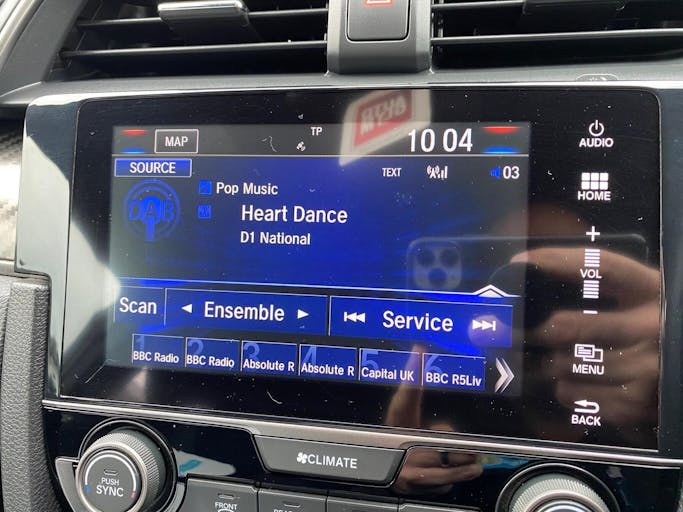 MAP
TP
10 04
AUDIO
SOURCE
TEXT
03
DAB
Pop Music
Heart Dance
D1 National
HOME
+
VOL
-
Scan
Ensemble
Service
1 BBC Radio
2 BBC Radio
3 Absolute R
4 Absolute R
5 Capital UK
6 BBC R5Liv
MENU
BACK
CLIMATE
PUSH
SYNC
FRONT